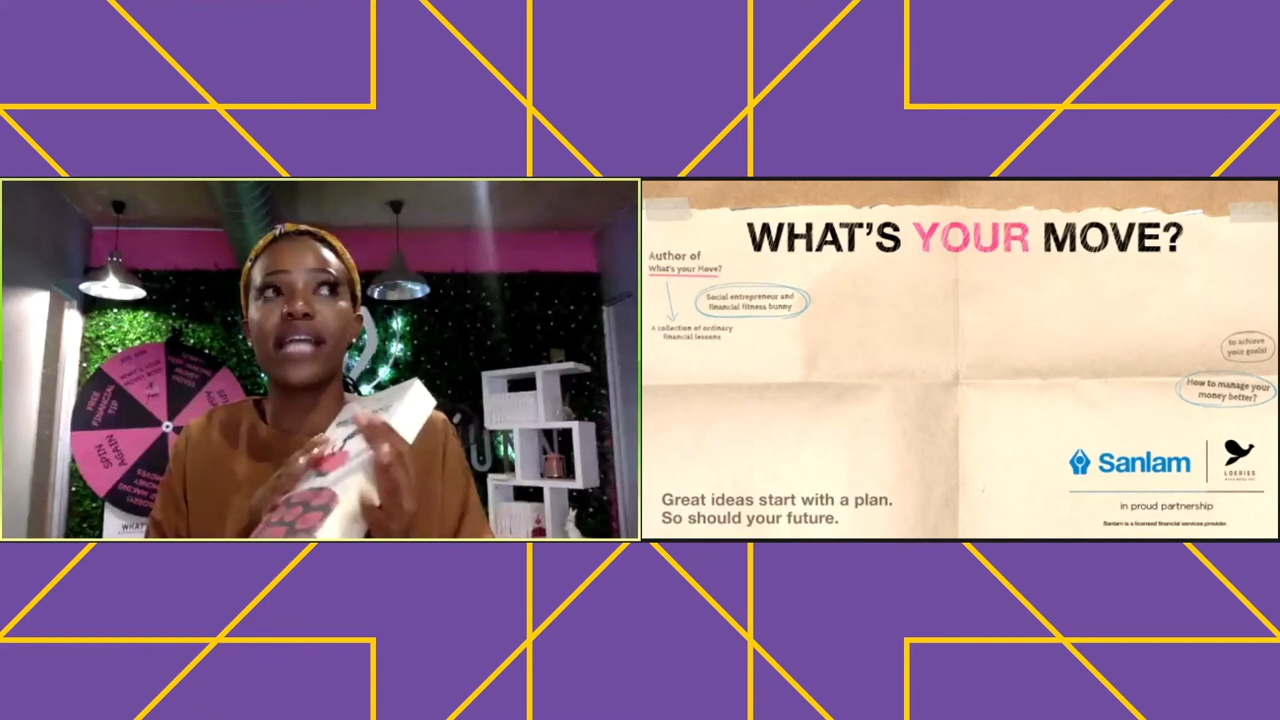 WHAT'S YOUR MOVE?
Author of
What's your Move?
Social entrepreneur and
financial fitness bunny
A collection of ordinary
financial lessons
to achieve
your goals!
How to manage your
money better?
Great ideas start with a plan.
So should your future.
Sanlam
LOERIES
in proud partnership
Sanlam is a licensed financial services provider.
FREE
FINANCIAL
TIP
SPIN
AGAIN
WHAT'S YOUR